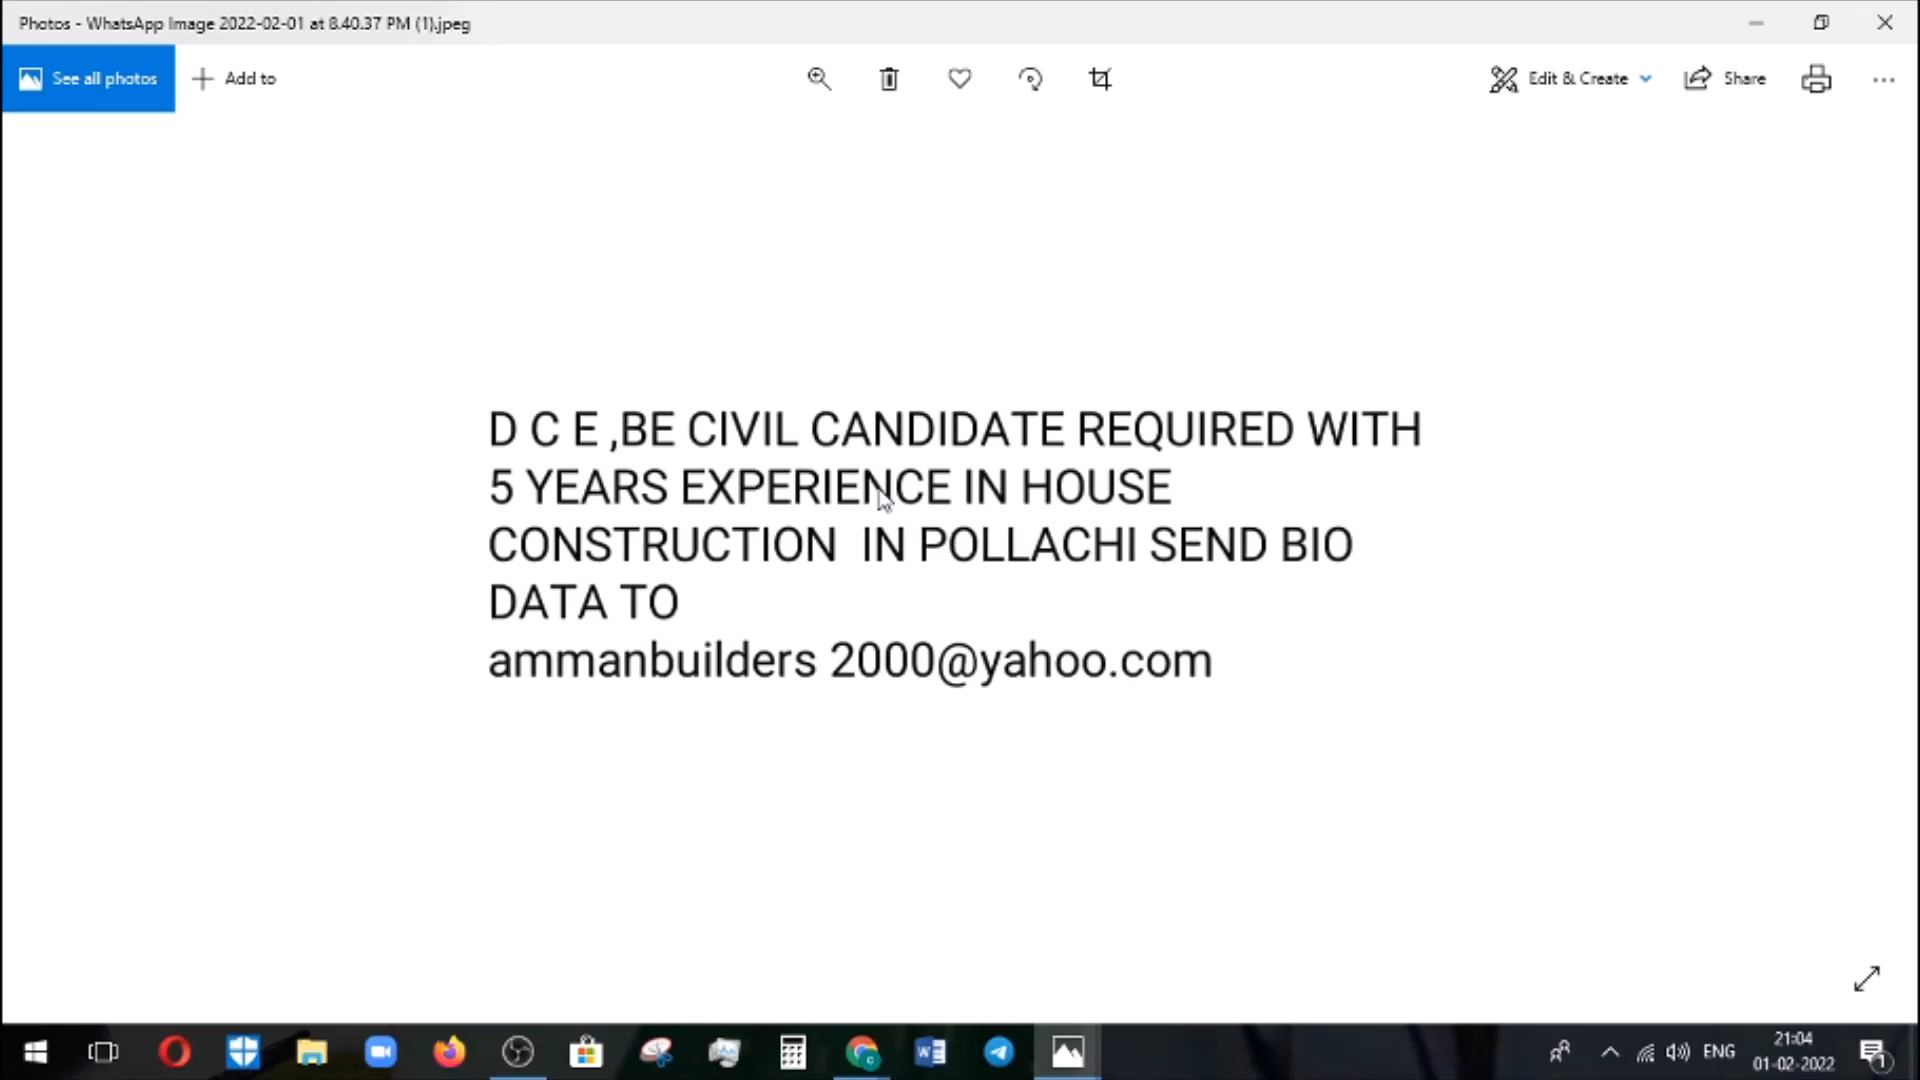 Photos - WhatsApp Image 2022-02-01 at 8.40.37 PM (1).jpeg
See all photos
Add to
Edit & Create
Share
D C E ,BE CIVIL CANDIDATE REQUIRED WITH
5 YEARS EXPERIENCE IN HOUSE
CONSTRUCTION  IN POLLACHI SEND BIO
DATA TO
ammanbuilders 2000@yahoo.com
ENG
21:04
01-02-2022
1